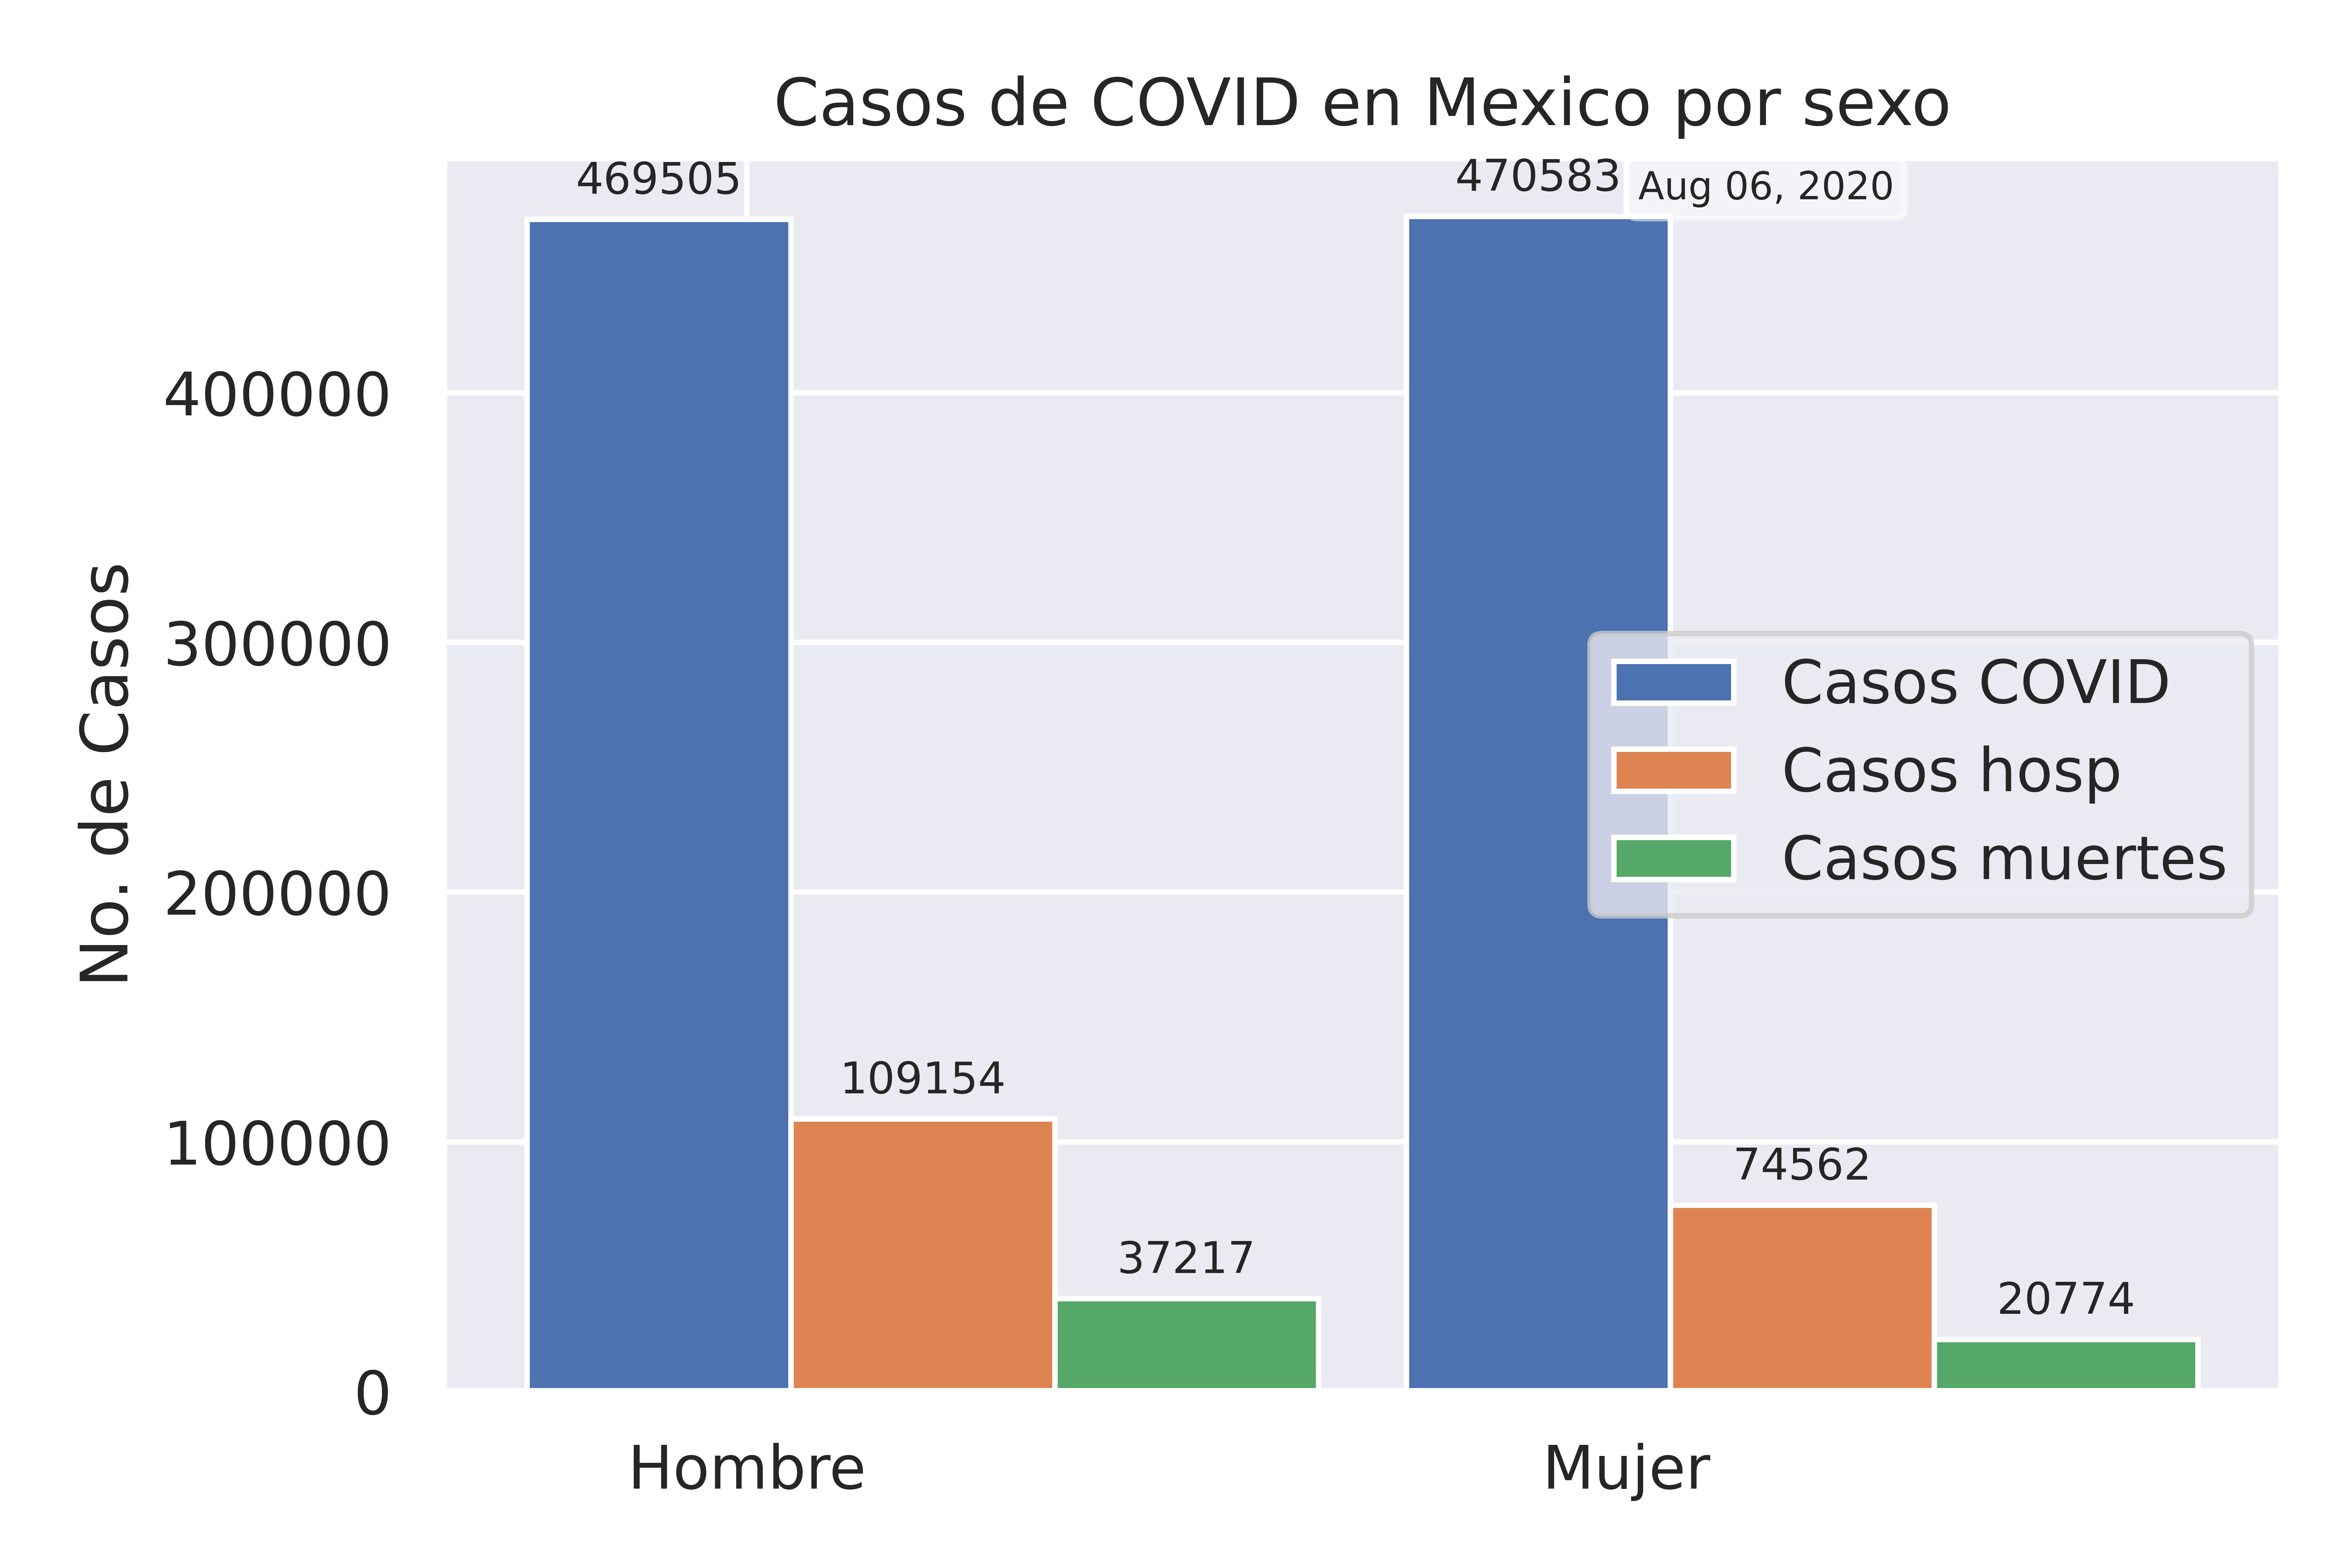 Casos de COVID en Mexico por sexo
469505
470583
Aug 06, 2020
No. de Casos
400000
300000
200000
100000
0
Casos COVID
Casos hosp
Casos muertes
109154
37217
74562
20774
Hombre
Mujer